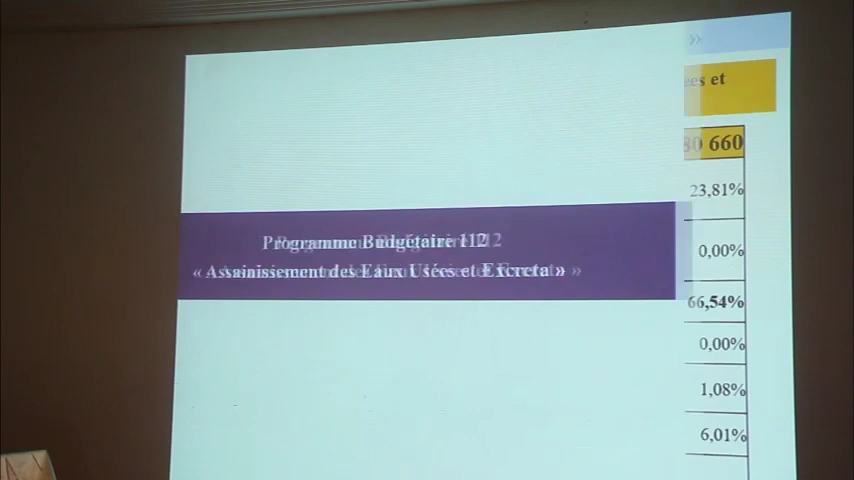 »
es et
80 660
23,81%
Programme Budgétaire 112
« Assainissement des Eaux Usées et Excreta »
0,00%
66,54%
0,00%
1,08%
6,01%